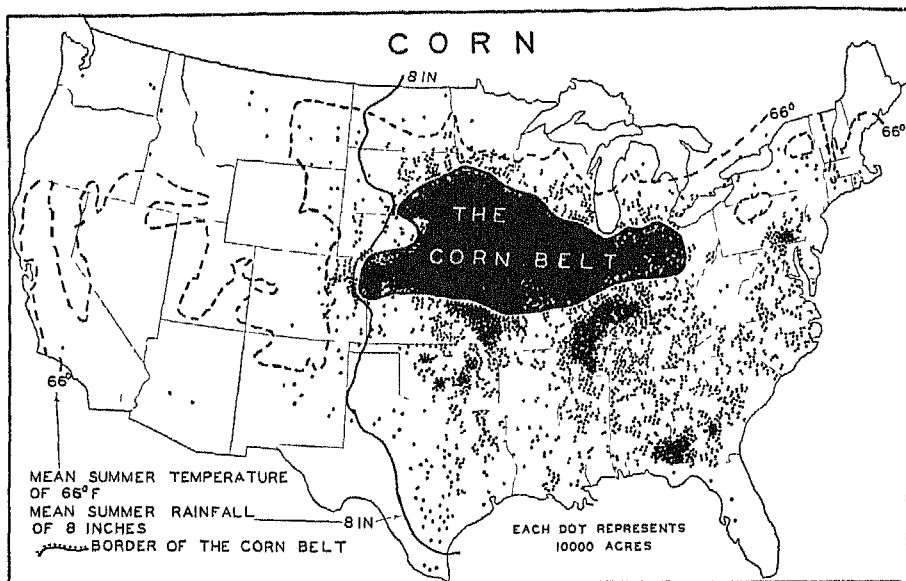 CORN
8 IN
66°
66°
THE
CORN BELT
66°
MEAN SUMMER TEMPERATURE
OF 66°F
MEAN SUMMER RAINFALL
OF 8 INCHES
8 IN
BORDER OF THE CORN BELT
EACH DOT REPRESENTS
10000 ACRES